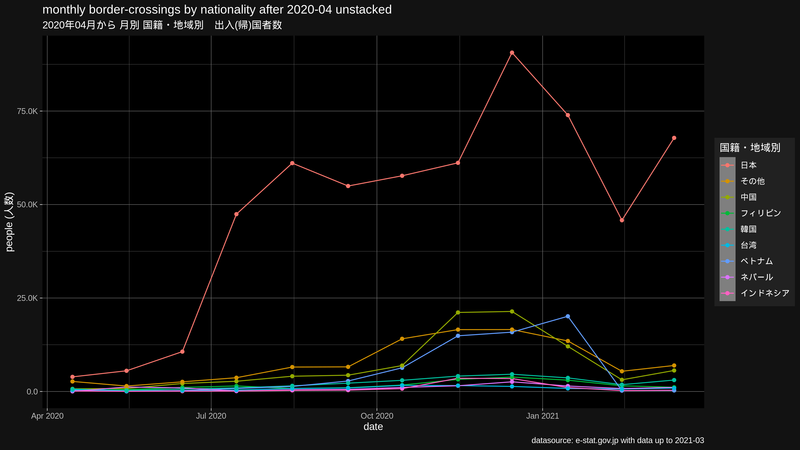 monthly border-crossings by nationality after 2020-04 unstacked
2020年04月から 月別 国籍・地域別　出入(帰)国者数
people (人数)
75.0K
50.0K
25.0K
0.0
Apr 2020
Jul 2020
Oct 2020
Jan 2021
date
国籍・地域別
日本
その他
中国
フィリピン
韓国
台湾
ベトナム
ネパール
インドネシア
datasource: e-stat.gov.jp with data up to 2021-03